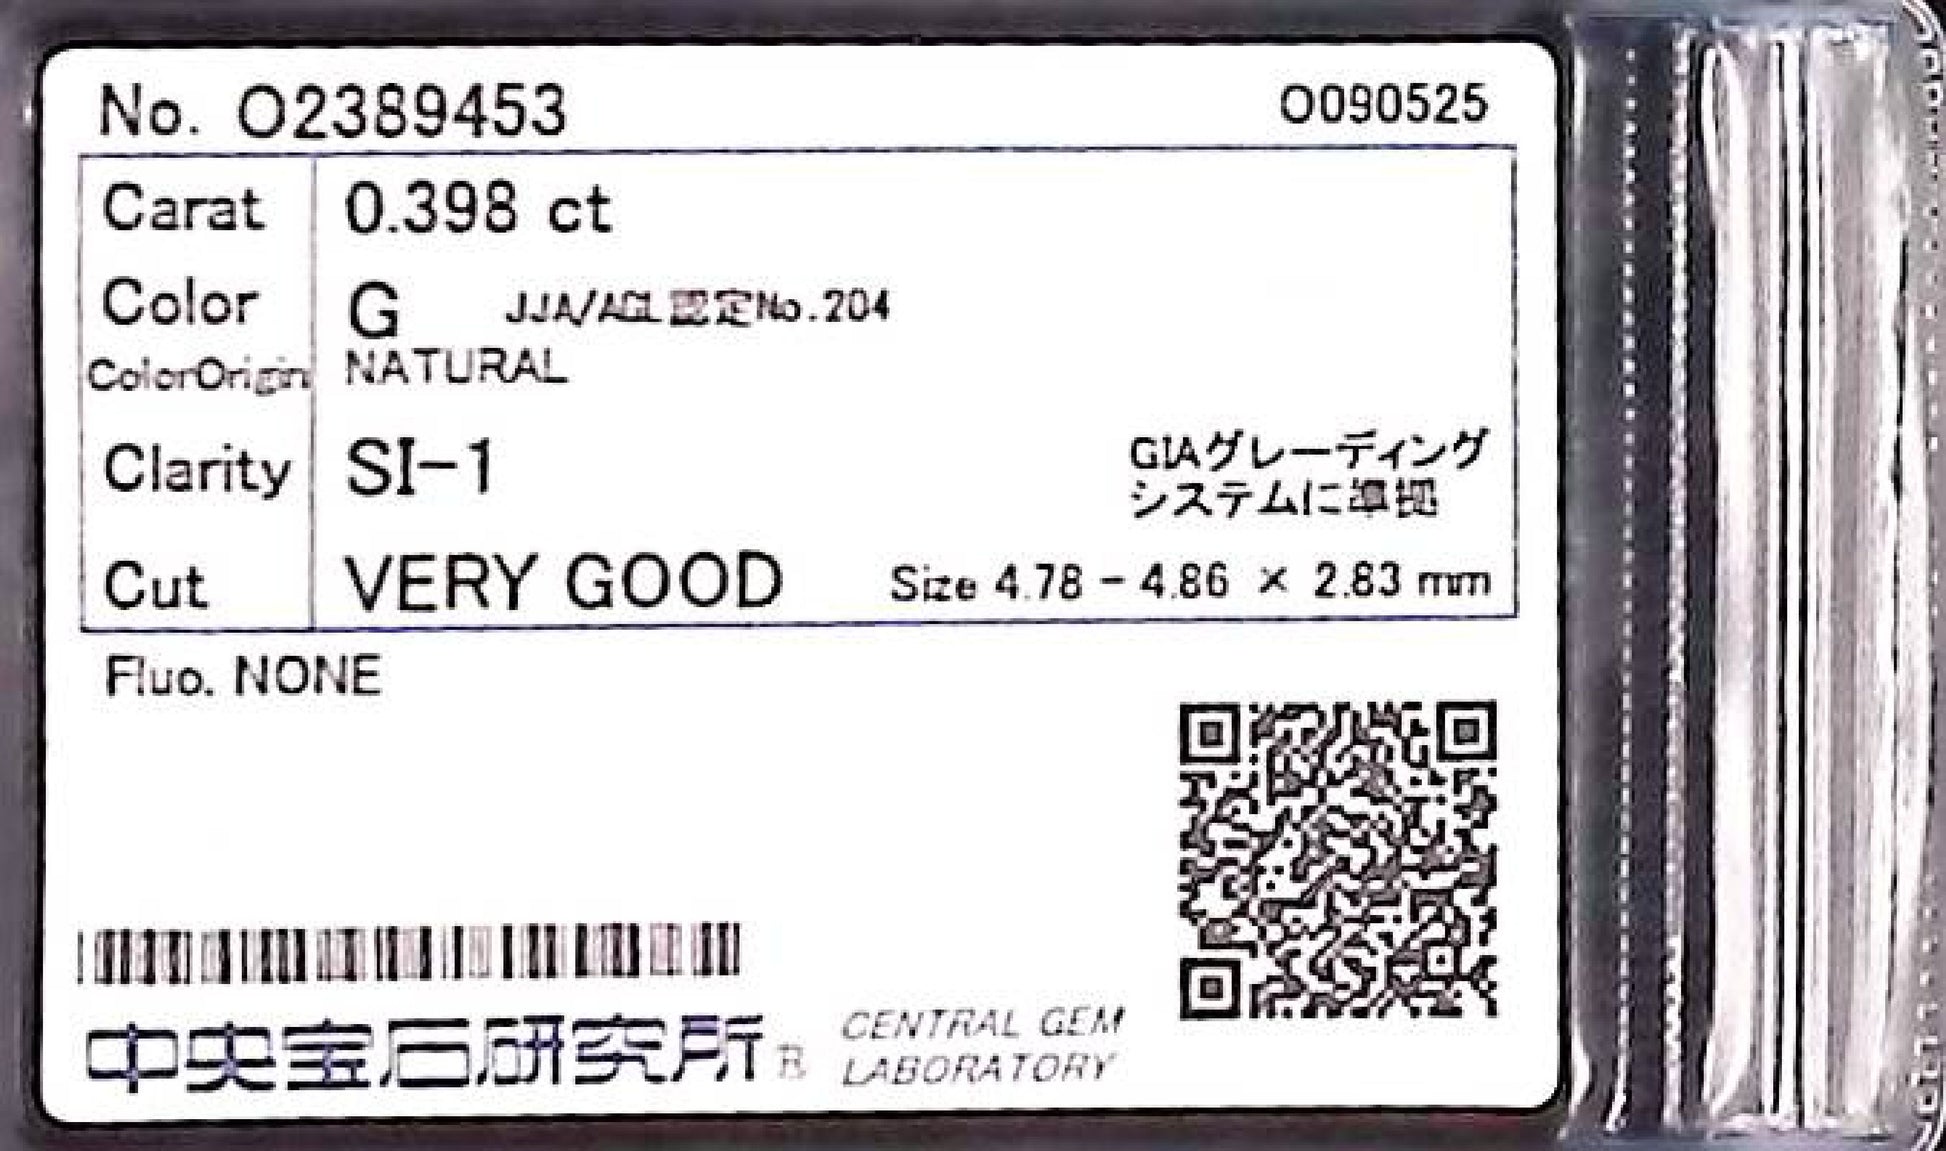 No. O2389453 O090525
Carat 0.398 ct
Color G JJA/AGL認定No.204
ColorOrigin NATURAL
Clarity SI-1 GIAグレーディング
システムに準拠
Cut VERY GOOD Size 4.78 - 4.86 × 2.83 mm
Fluo. NONE
中央宝石研究所® CENTRAL GEM
LABORATORY